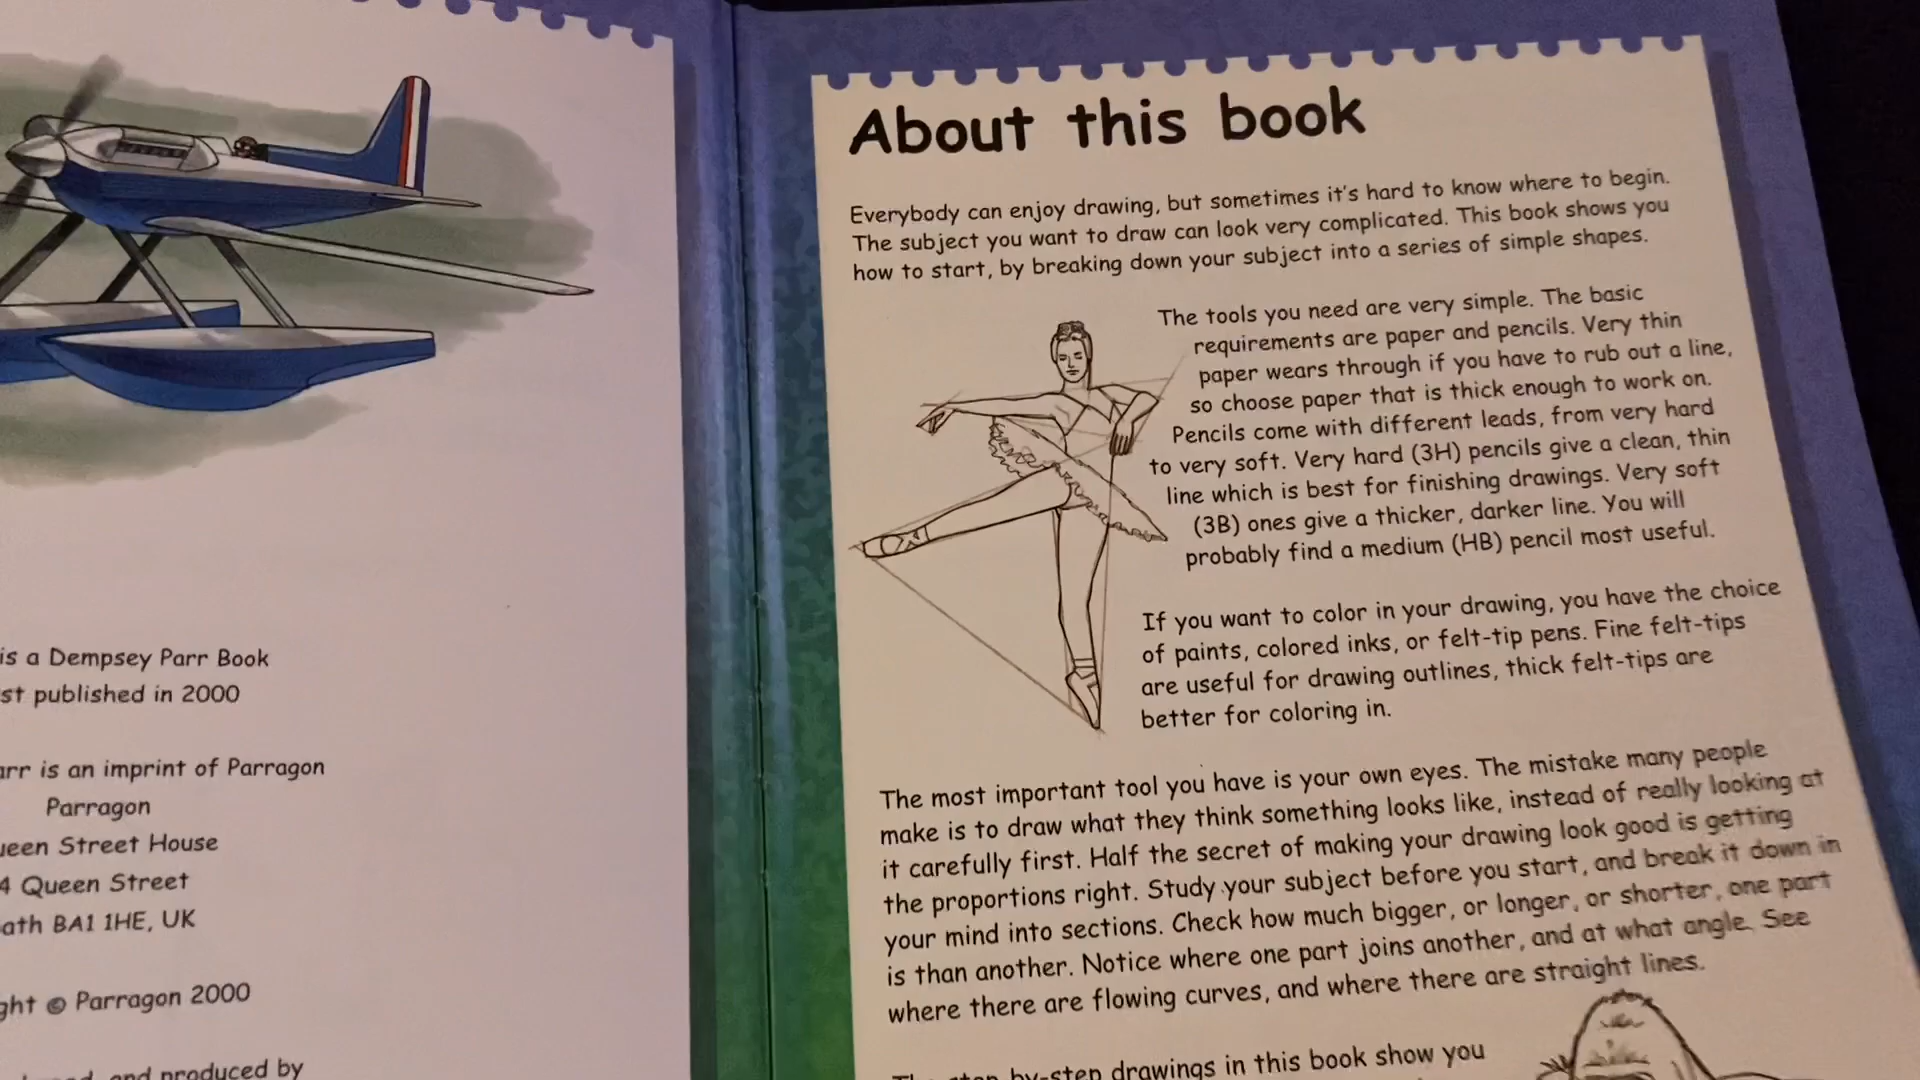 is a Dempsey Parr Book
st published in 2000
arr is an imprint of Parragon
Parragon
ueen Street House
4 Queen Street
ath BA1 1HE, UK
ght © Parragon 2000
and produced by
About this book
Everybody can enjoy drawing, but sometimes it's hard to know where to begin.
The subject you want to draw can look very complicated. This book shows you
how to start, by breaking down your subject into a series of simple shapes.
The tools you need are very simple. The basic
requirements are paper and pencils. Very thin
paper wears through if you have to rub out a line,
so choose paper that is thick enough to work on.
Pencils come with different leads, from very hard
to very soft. Very hard (3H) pencils give a clean, thin
line which is best for finishing drawings. Very soft
(3B) ones give a thicker, darker line. You will
probably find a medium (HB) pencil most useful.
If you want to color in your drawing, you have the choice
of paints, colored inks, or felt-tip pens. Fine felt-tips
are useful for drawing outlines, thick felt-tips are
better for coloring in.
The most important tool you have is your own eyes. The mistake many people
make is to draw what they think something looks like, instead of really looking at
it carefully first. Half the secret of making your drawing look good is getting
the proportions right. Study your subject before you start, and break it down in
your mind into sections. Check how much bigger, or longer, or shorter, one part
is than another. Notice where one part joins another, and at what angle. See
where there are flowing curves, and where there are straight lines.
by-step drawings in this book show you